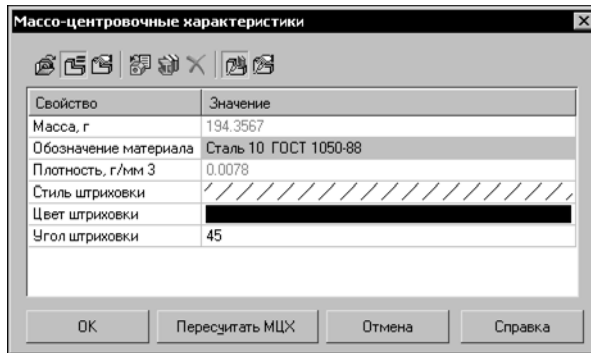 Массо-центровочные характеристики
Свойство Значение
Масса, г 194.3567
Обозначение материала Сталь 10 ГОСТ 1050-88
Плотность, г/мм 3 0.0078
Стиль штриховки
Цвет штриховки
Угол штриховки 45
OK Пересчитать МЦХ Отмена Справка